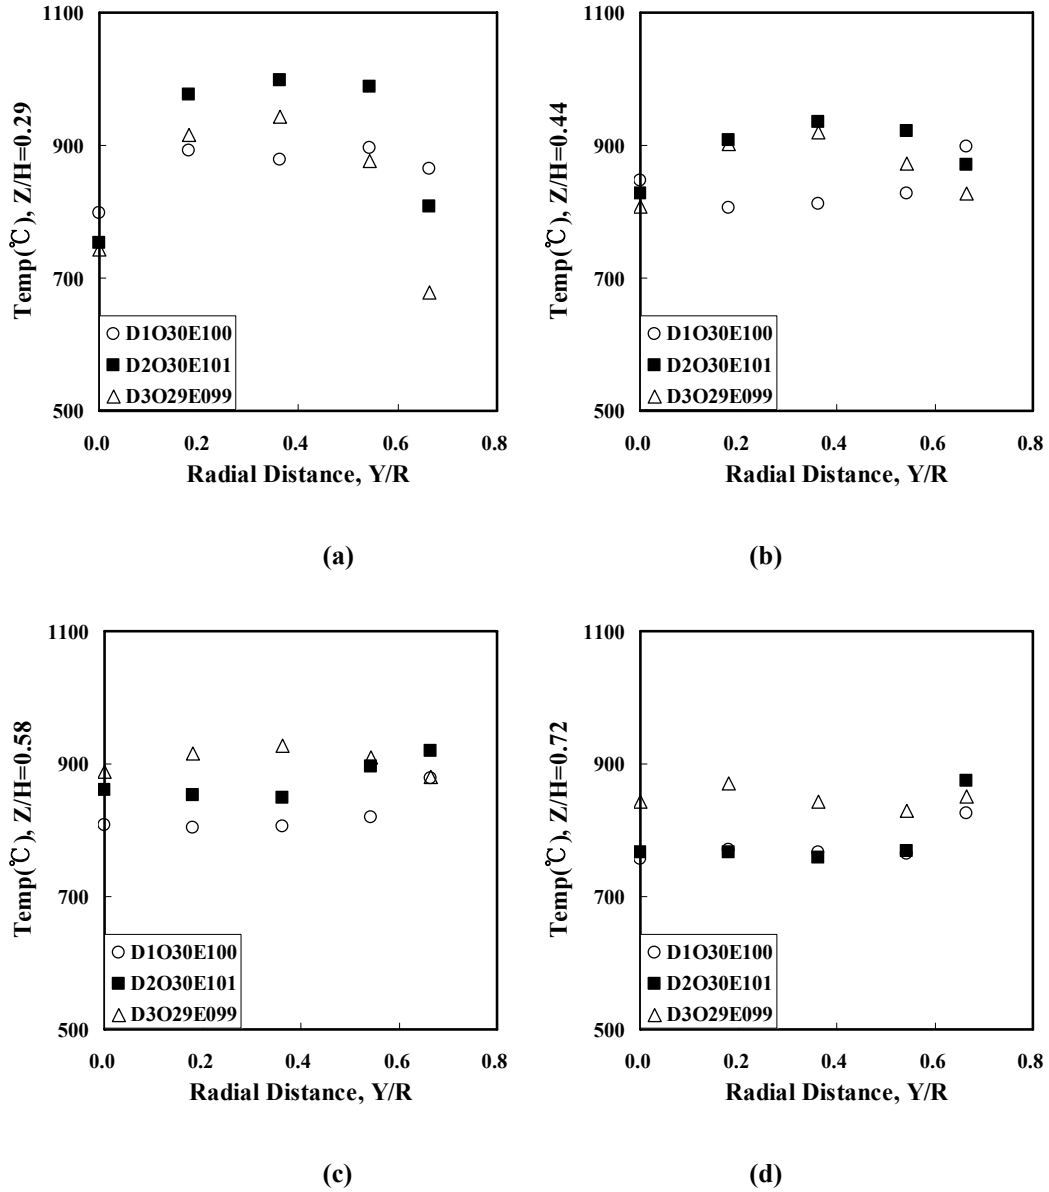 1100
900
700
500
Temp(℃), Z/H=0.29
D1O30E100
D2O30E101
D3O29E099
0.0 0.2 0.4 0.6 0.8
Radial Distance, Y/R
(a)
1100
900
700
500
Temp(℃), Z/H=0.44
D1O30E100
D2O30E101
D3O29E099
0.0 0.2 0.4 0.6 0.8
Radial Distance, Y/R
(b)
1100
900
700
500
Temp(℃), Z/H=0.58
D1O30E100
D2O30E101
D3O29E099
0.0 0.2 0.4 0.6 0.8
Radial Distance, Y/R
(c)
1100
900
700
500
Temp(℃), Z/H=0.72
D1O30E100
D2O30E101
D3O29E099
0.0 0.2 0.4 0.6 0.8
Radial Distance, Y/R
(d)